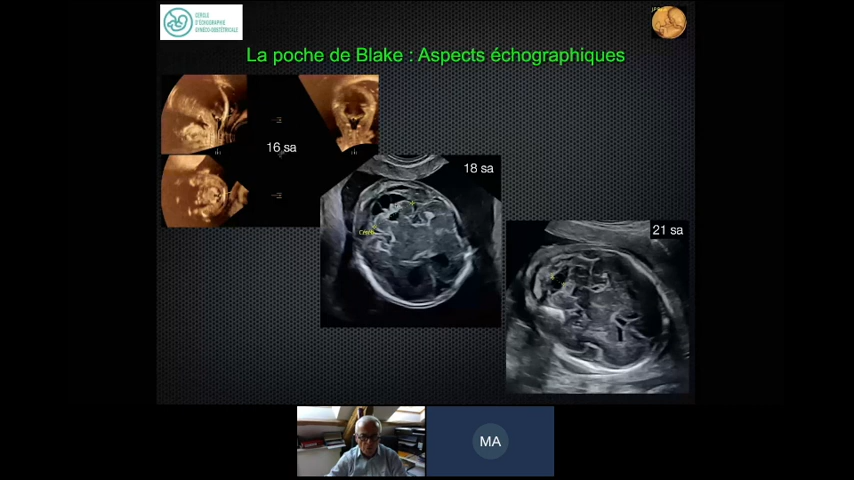 CERCLE
D'ÉCHOGRAPHIE
GYNÉCO-OBSTÉTRICALE
La poche de Blake : Aspects échographiques
16 sa
18 sa
21 sa
MA